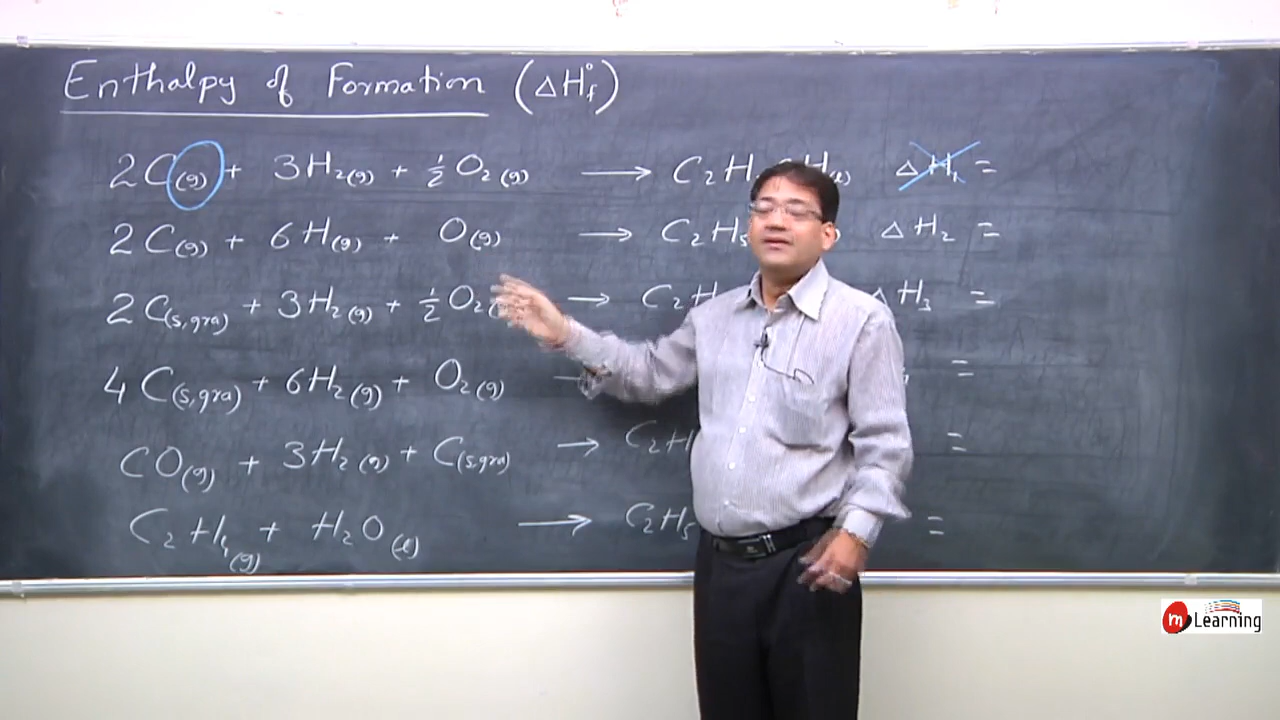 Enthalpy of Formation (ΔH°f)
2C(g) + 3H2(g) + ½O2(g) ⟶ C2H H(l) ΔH1 =
2C(g) + 6H(g) + O(g) ⟶ C2H5 ΔH2 =
2C(s,gra) + 3H2(g) + ½O2( ⟶ C2H ΔH3 =
4C(s,gra) + 6H2(g) + O2(g) =
CO(g) + 3H2(g) + C(s,gra) ⟶ C2H =
C2H4(g) + H2O(l) ⟶ C2H5 =
m Learning